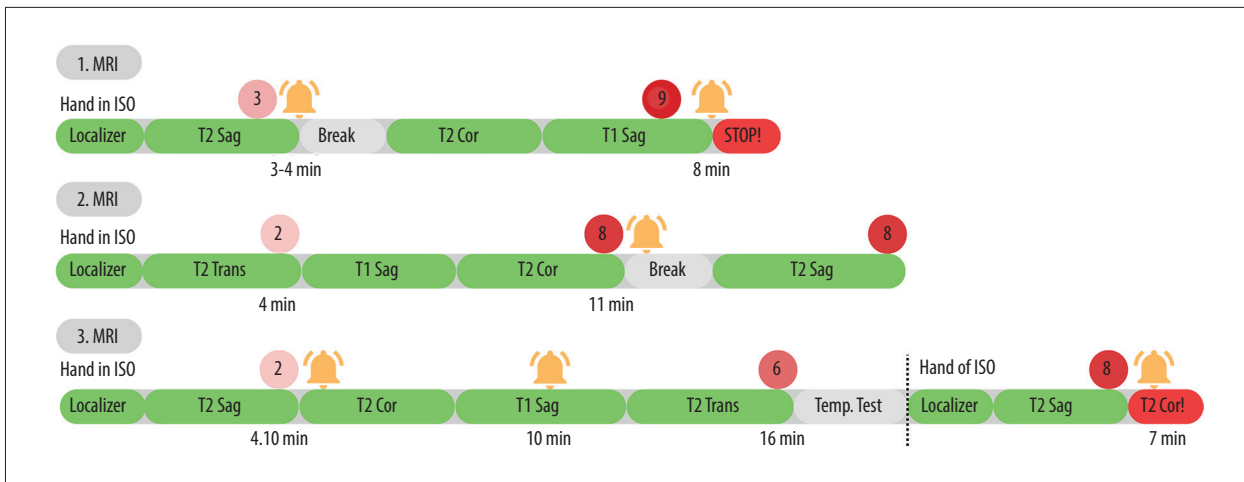 1. MRI
3
9
Hand in ISO
Localizer T2 Sag Break T2 Cor T1 Sag STOP!
3-4 min 8 min
2. MRI
2 8 8
Hand in ISO
Localizer T2 Trans T1 Sag T2 Cor Break T2 Sag
4 min 11 min
3. MRI
Hand in ISO 2 6 Hand of ISO 8
Localizer T2 Sag T2 Cor T1 Sag T2 Trans Temp. Test Localizer T2 Sag T2 Cor!
4.10 min 10 min 16 min 7 min